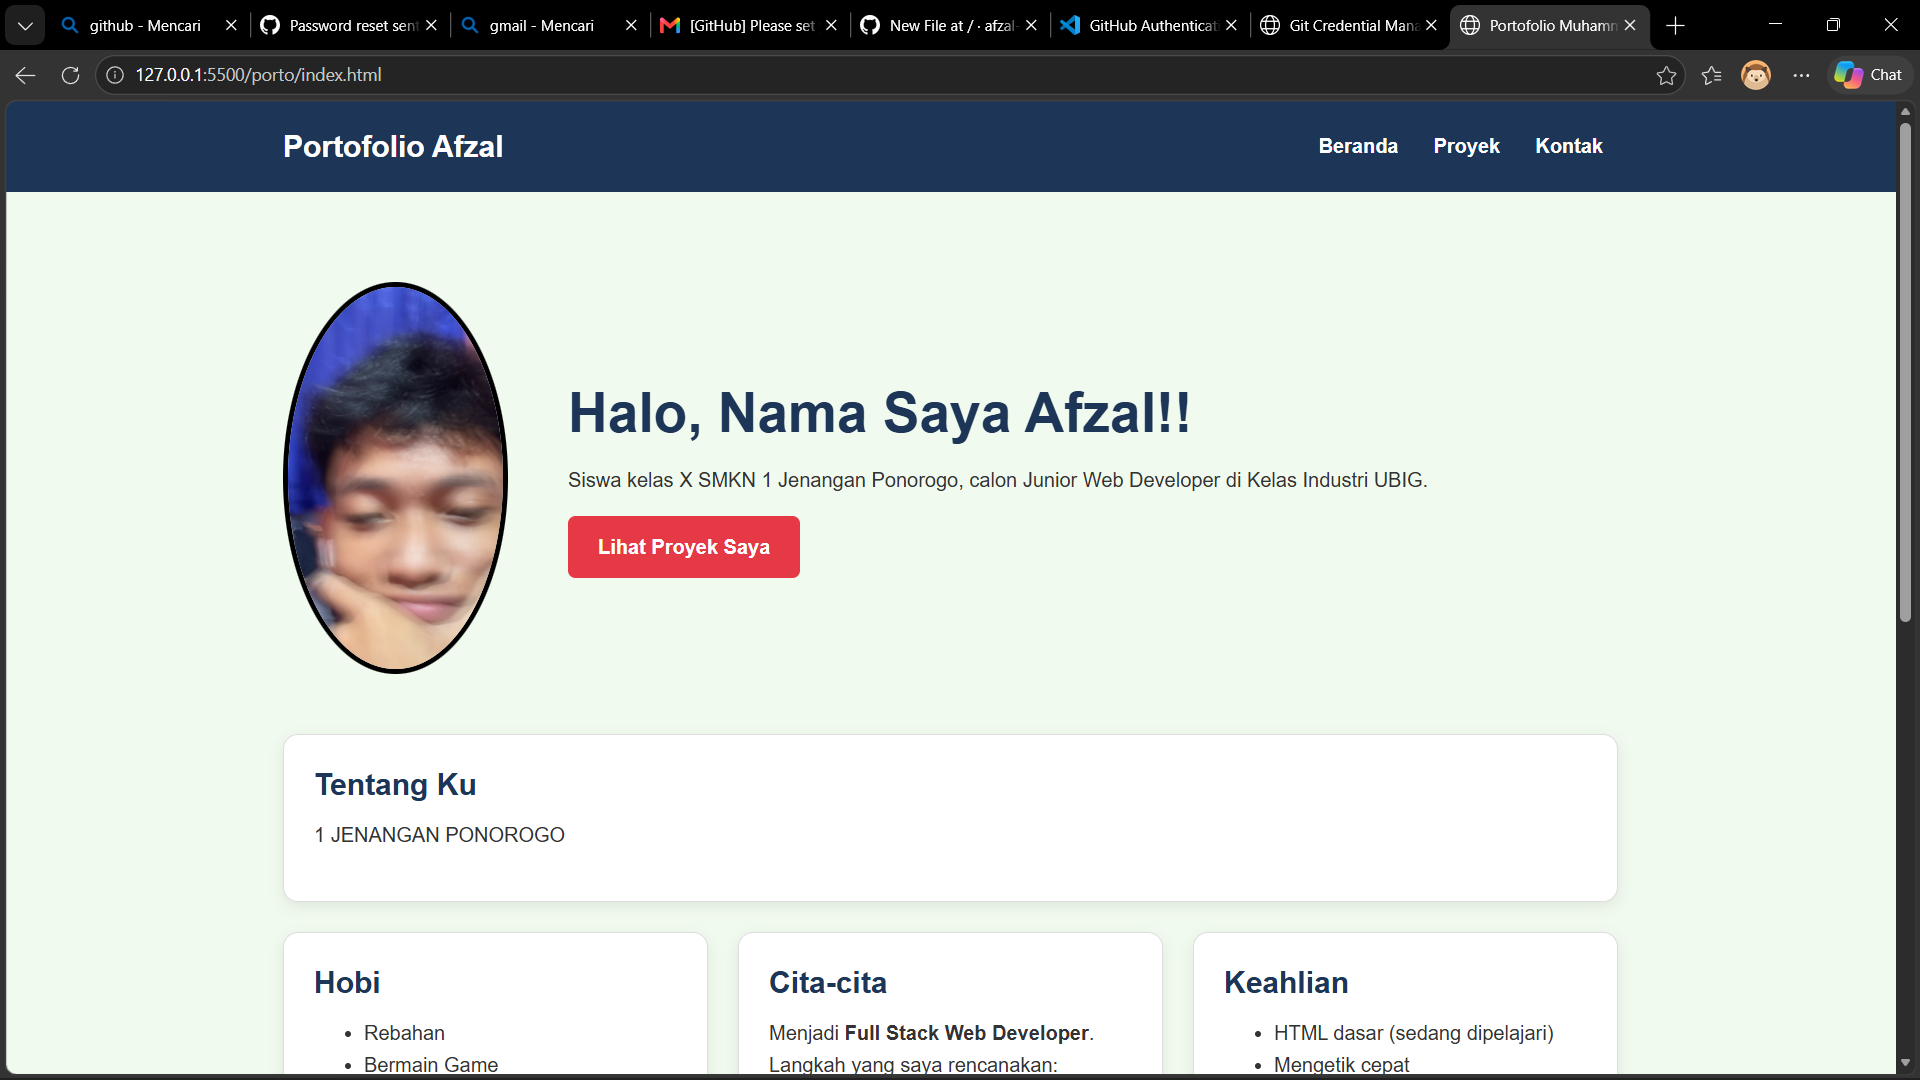 github - Mencari
Password reset sent
gmail - Mencari
[GitHub] Please set
New File at / · afzal-
GitHub Authenticat
Git Credential Mana
Portofolio Muhamm
127.0.0.1:5500/porto/index.html
Chat
Portofolio Afzal
Beranda
Proyek
Kontak
Halo, Nama Saya Afzal!!
Siswa kelas X SMKN 1 Jenangan Ponorogo, calon Junior Web Developer di Kelas Industri UBIG.
Lihat Proyek Saya
Tentang Ku
1 JENANGAN PONOROGO
Hobi
• Rebahan
• Bermain Game
Cita-cita
Menjadi Full Stack Web Developer.
Langkah yang saya rencanakan:
Keahlian
• HTML dasar (sedang dipelajari)
• Mengetik cepat